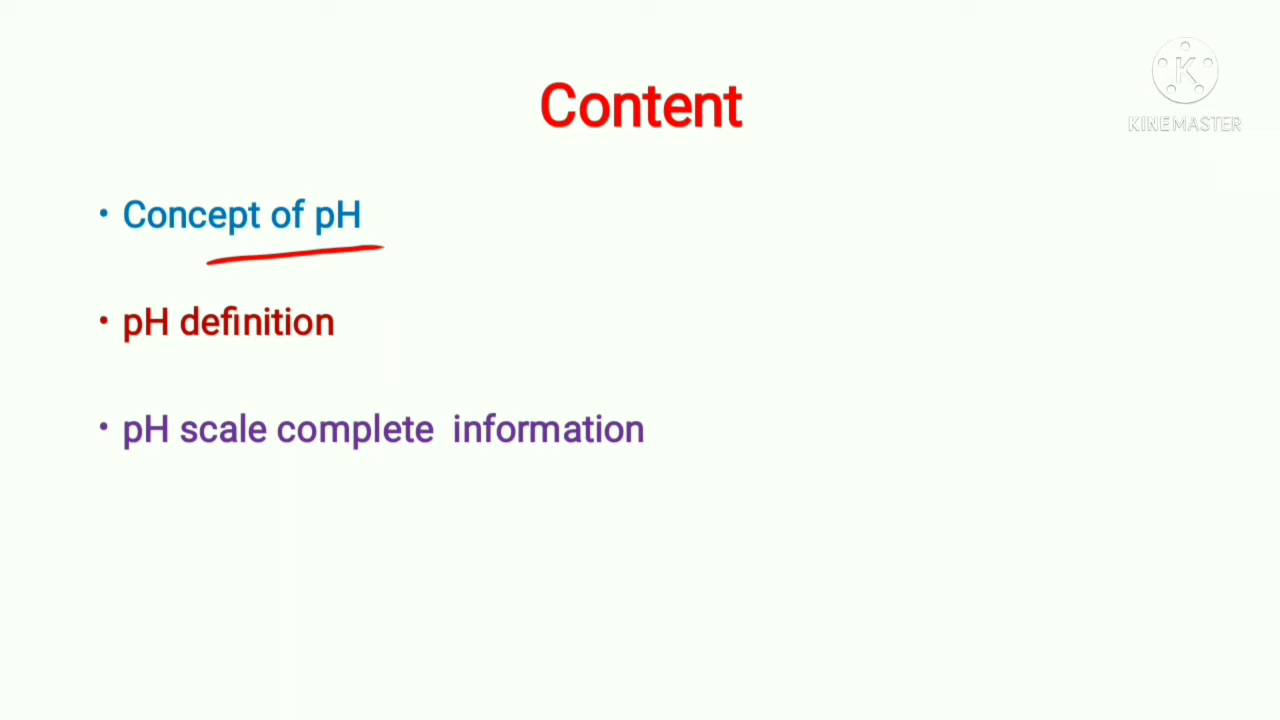 Content
KINEMASTER
• Concept of pH
• pH definition
• pH scale complete information